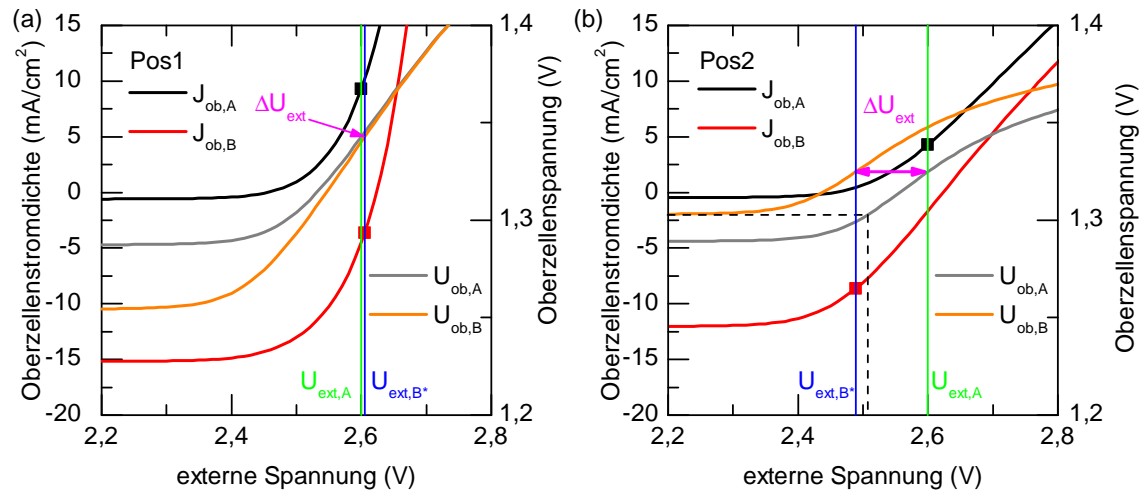 (a)
Oberzellenstromdichte (mA/cm²)
15
10
5
0
-5
-10
-15
-20
2,2
2,4
2,6
2,8
externe Spannung (V)
1,4
1,3
1,2
Oberzellenspannung (V)
Pos1
J_ob,A
J_ob,B
ΔU_ext
U_ob,A
U_ob,B
U_ext,A
U_ext,B*
(b)
Oberzellenstromdichte (mA/cm²)
15
10
5
0
-5
-10
-15
-20
2,2
2,4
2,6
2,8
externe Spannung (V)
1,4
1,3
1,2
Oberzellenspannung (V)
Pos2
J_ob,A
J_ob,B
ΔU_ext
U_ob,A
U_ob,B
U_ext,B*
U_ext,A